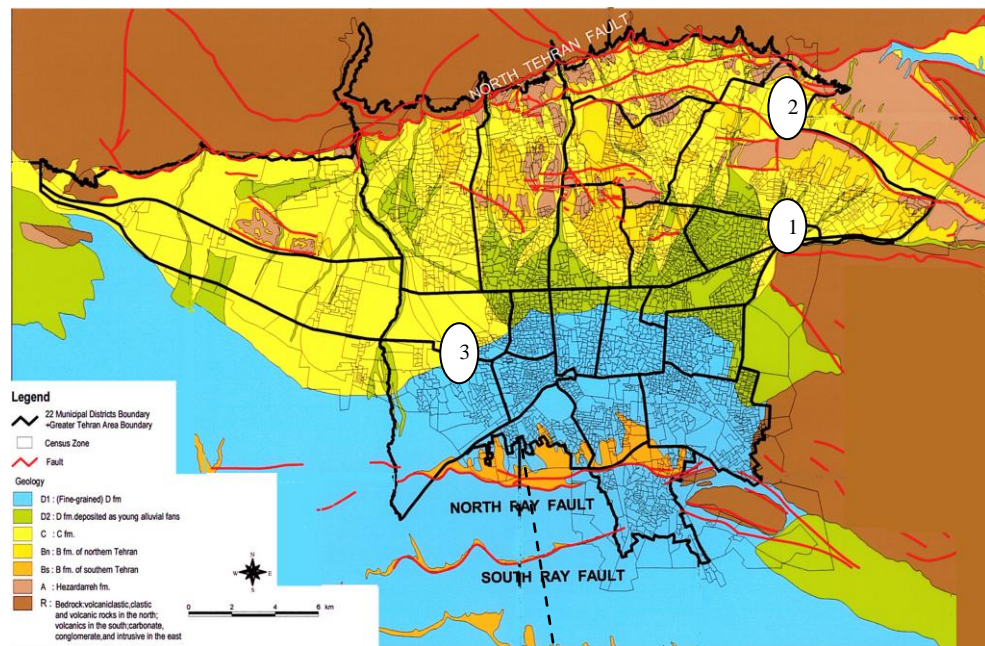 NORTH TEHRAN FAULT
2
1
3
NORTH RAY FAULT
SOUTH RAY FAULT
Legend
22 Municipal Districts Boundary
+Greater Tehran Area Boundary
Census Zone
Fault
Geology
D1 : (Fine-grained) D fm
D2 : D fm.deposited as young alluvial fans
C : C fm.
Bn : B fm. of northern Tehran
Bs : B fm. of southern Tehran
A : Hezardarreh fm.
R : Bedrock:volcaniclastic,clastic
and volcanic rocks in the north;
volcanics in the south;carbonate,
conglomerate,and intrusive in the east
N
W E
S
0 2 4 6 km